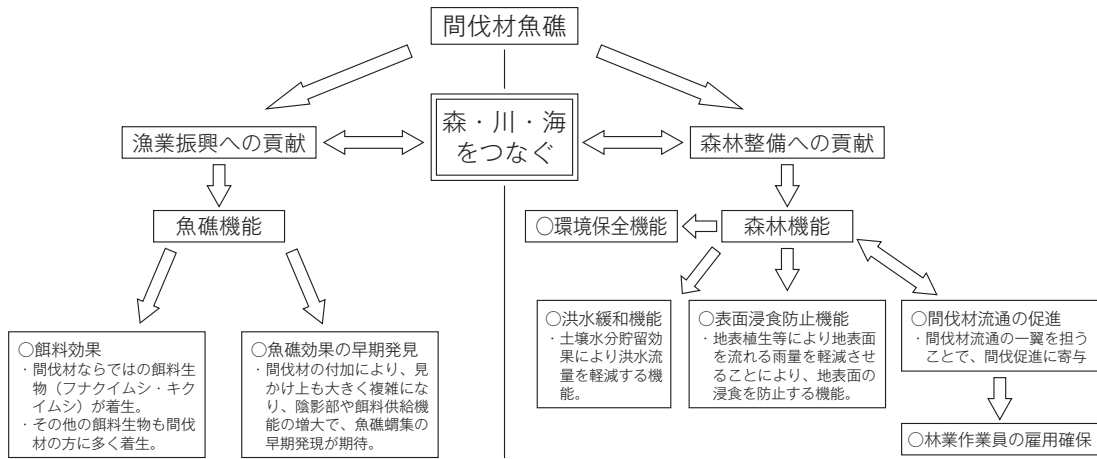 間伐材魚礁
森・川・海
をつなぐ
漁業振興への貢献
森林整備への貢献
魚礁機能
○環境保全機能
森林機能
○餌料効果
・間伐材ならではの餌料生
物（フナクイムシ・キク
イムシ）が着生。
・その他の餌料生物も間伐
材の方に多く着生。
○魚礁効果の早期発見
・間伐材の付加により、見
かけ上も大きく複雑にな
り、陰影部や餌料供給機
能の増大で、魚礁蝟集の
早期発現が期待。
○洪水緩和機能
・土壌水分貯留効
果により洪水流
量を軽減する機
能。
○表面浸食防止機能
・地表植生等により地表面
を流れる雨量を軽減させ
ることにより、地表面の
浸食を防止する機能。
○間伐材流通の促進
・間伐材流通の一翼を担う
ことで、間伐促進に寄与
○林業作業員の雇用確保